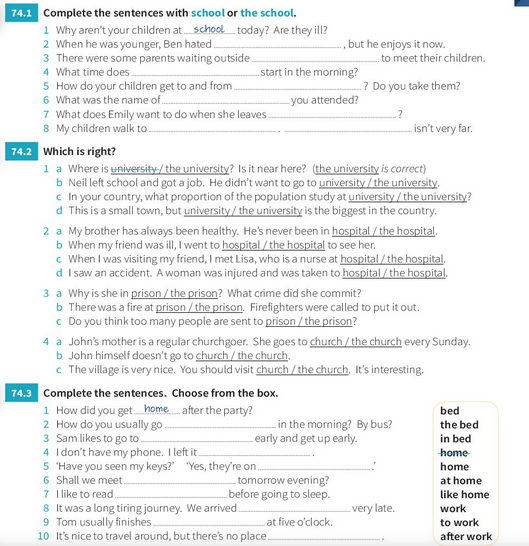 74.1 Complete the sentences with school or the school.
1 Why aren't your children at school today? Are they ill?
2 When he was younger, Ben hated , but he enjoys it now.
3 There were some parents waiting outside to meet their children.
4 What time does start in the morning?
5 How do your children get to and from ? Do you take them?
6 What was the name of you attended?
7 What does Emily want to do when she leaves ?
8 My children walk to . isn't very far.
74.2 Which is right?
1 a Where is university / the university? Is it near here? (the university is correct)
b Neil left school and got a job. He didn't want to go to university / the university.
c In your country, what proportion of the population study at university / the university?
d This is a small town, but university / the university is the biggest in the country.
2 a My brother has always been healthy. He's never been in hospital / the hospital.
b When my friend was ill, I went to hospital / the hospital to see her.
c When I was visiting my friend, I met Lisa, who is a nurse at hospital / the hospital.
d I saw an accident. A woman was injured and was taken to hospital / the hospital.
3 a Why is she in prison / the prison? What crime did she commit?
b There was a fire at prison / the prison. Firefighters were called to put it out.
c Do you think too many people are sent to prison / the prison?
4 a John's mother is a regular churchgoer. She goes to church / the church every Sunday.
b John himself doesn't go to church / the church.
c The village is very nice. You should visit church / the church. It's interesting.
74.3 Complete the sentences. Choose from the box.
1 How did you get home after the party?
2 How do you usually go in the morning? By bus?
3 Sam likes to go to early and get up early.
4 I don't have my phone. I left it .
5 'Have you seen my keys?' 'Yes, they're on .'
6 Shall we meet tomorrow evening?
7 I like to read before going to sleep.
8 It was a long tiring journey. We arrived very late.
9 Tom usually finishes at five o'clock.
10 It's nice to travel around, but there's no place .
bed
the bed
in bed
home
home
at home
like home
work
to work
after work